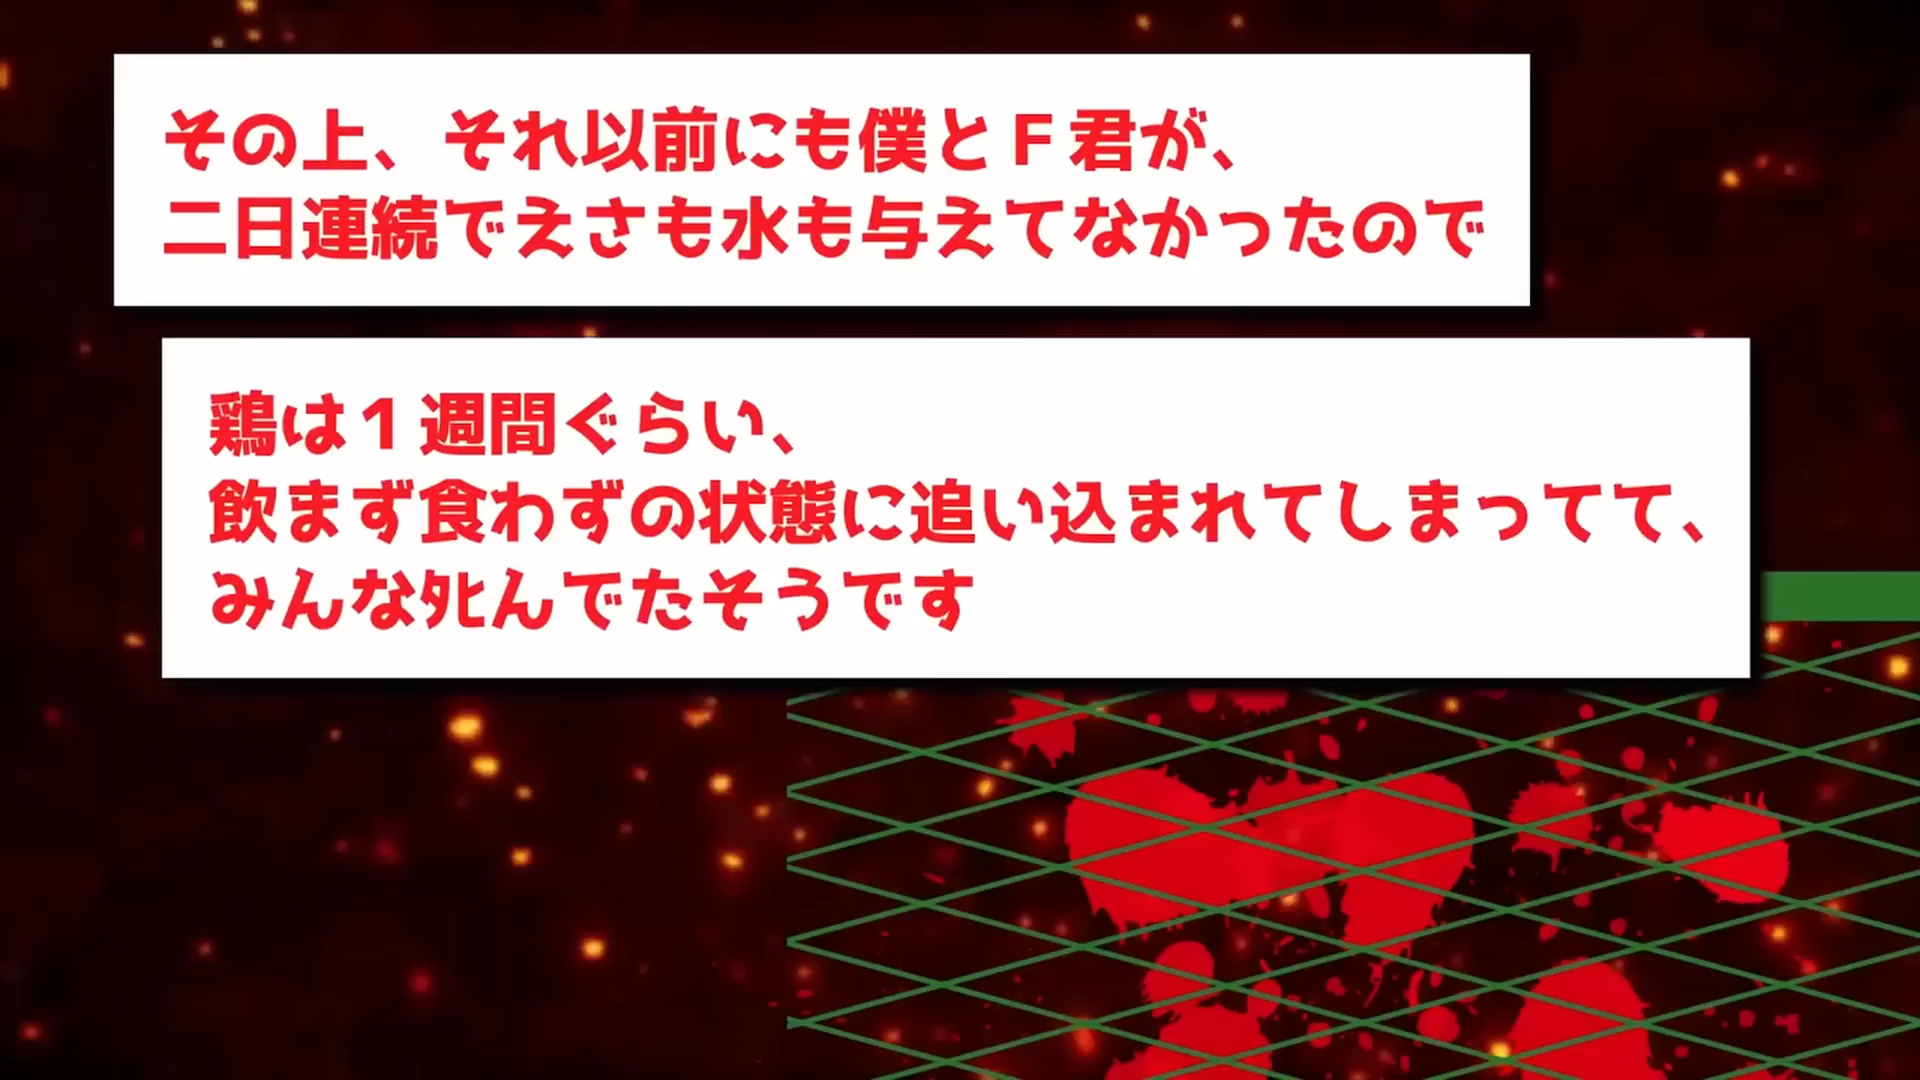 その上、それ以前にも僕とF君が、
二日連続でえさも水も与えてなかったので
鶏は１週間ぐらい、
飲まず食わずの状態に追い込まれてしまってて、
みんなﾀﾋんでたそうです